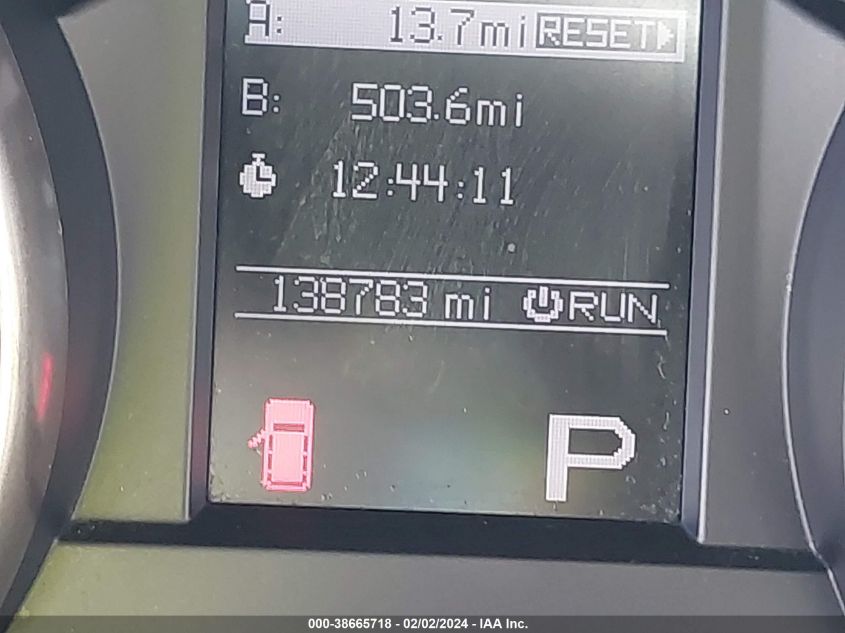 A: 13.7mi RESET
B: 503.6mi
12:44:11
138783 mi RUN
P
000-38665718 - 02/02/2024 - IAA Inc.